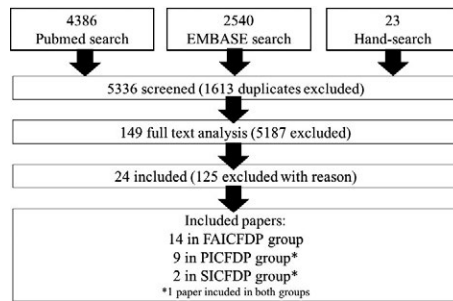 4386
Pubmed search
2540
EMBASE search
23
Hand-search
5336 screened (1613 duplicates excluded)
149 full text analysis (5187 excluded)
24 included (125 excluded with reason)
Included papers:
14 in FAICFDP group
9 in PICFDP group*
2 in SICFDP group*
*1 paper incuded in both groups